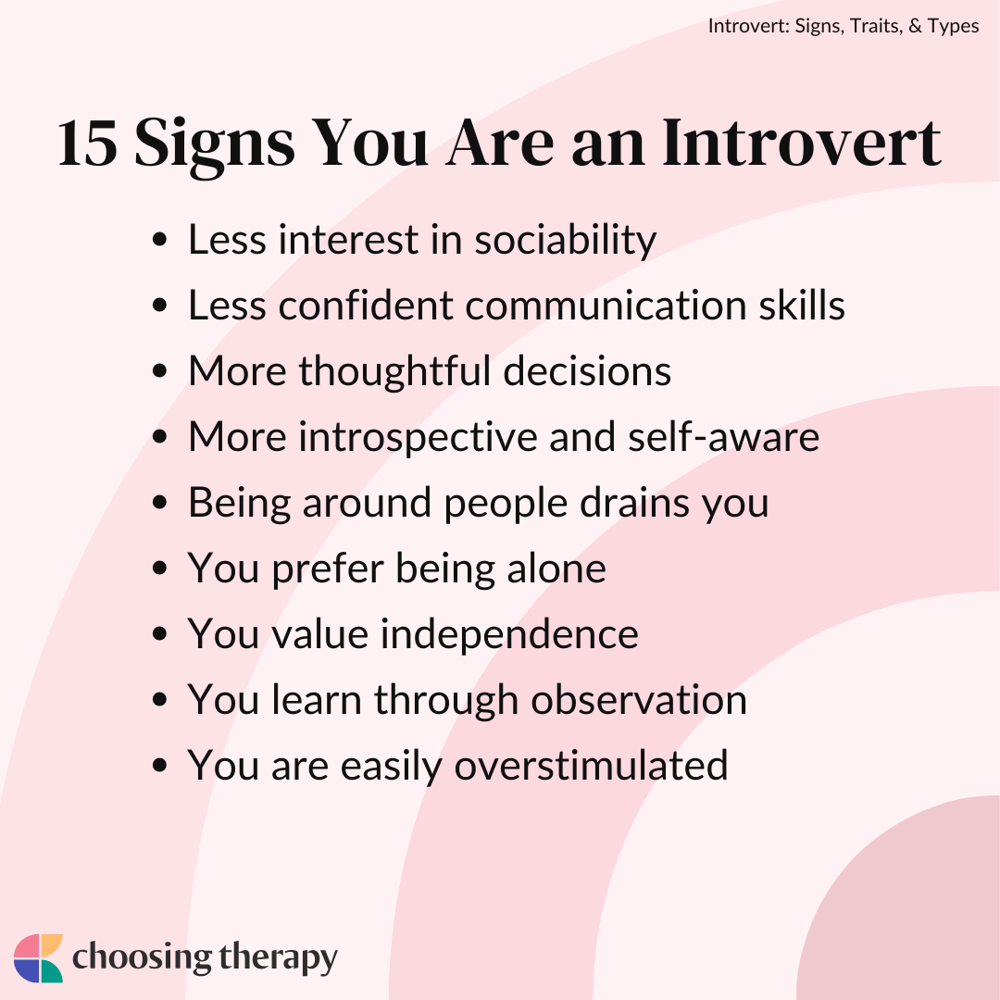 Introvert: Signs, Traits, & Types
15 Signs You Are an Introvert
• Less interest in sociability
• Less confident communication skills
• More thoughtful decisions
• More introspective and self-aware
• Being around people drains you
• You prefer being alone
• You value independence
• You learn through observation
• You are easily overstimulated
choosing therapy